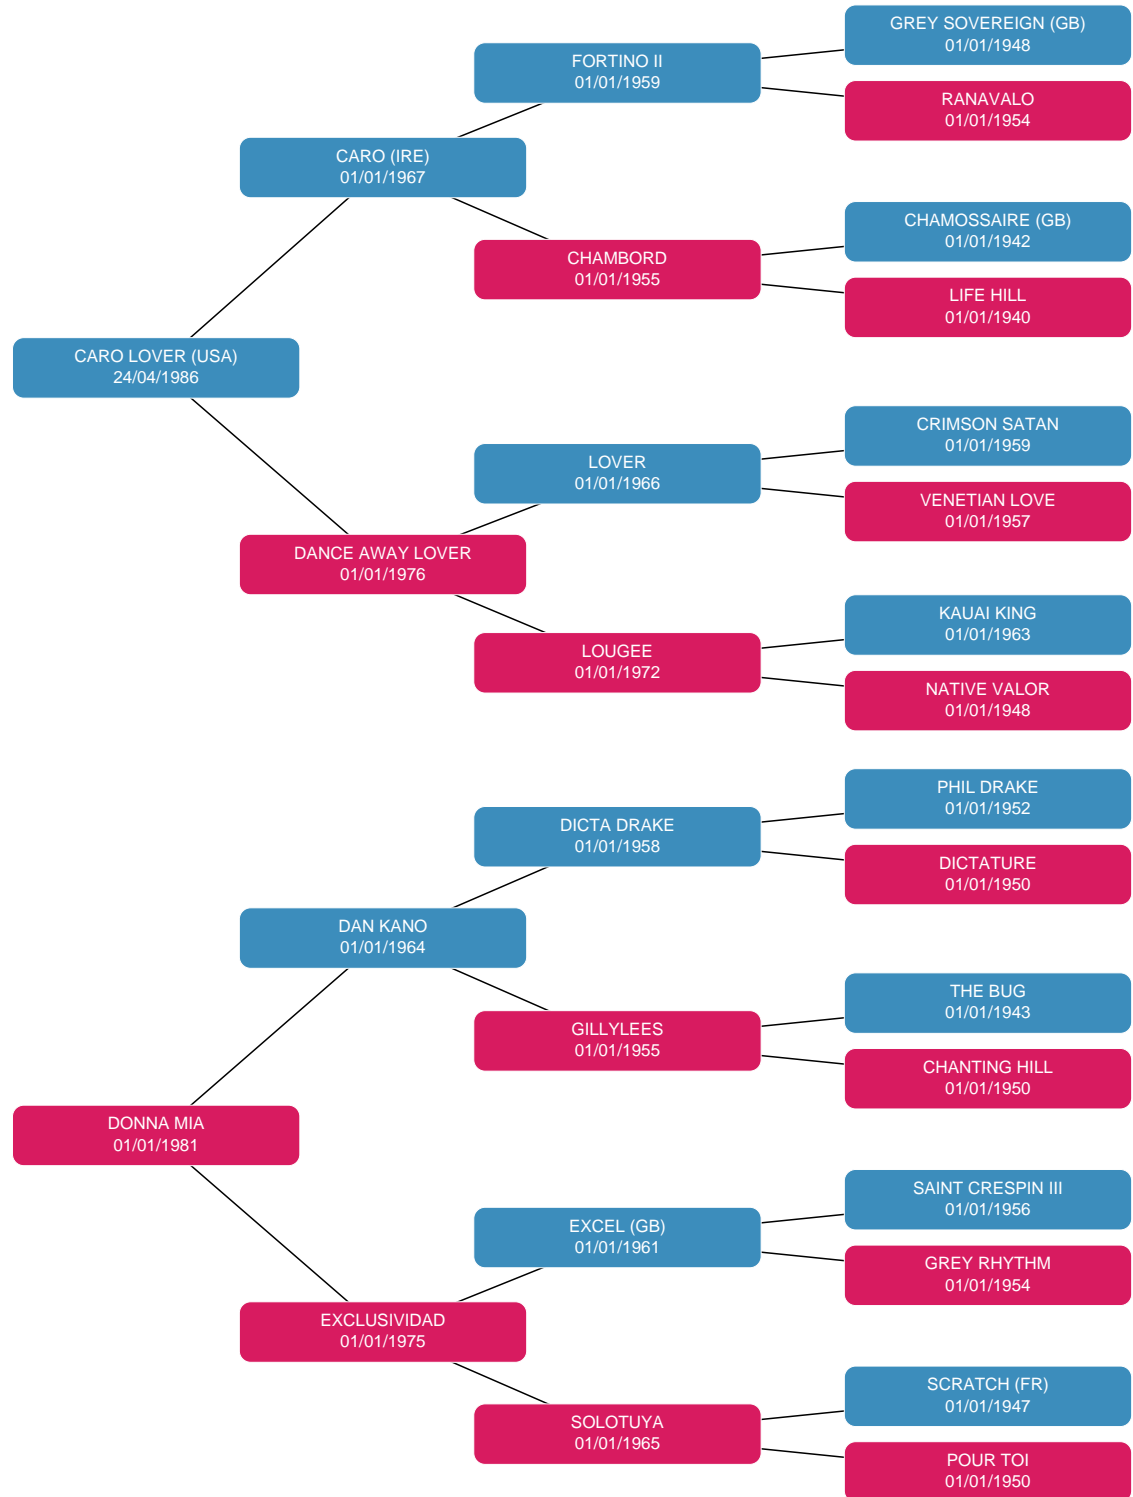 GREY SOVEREIGN (GB)
01/01/1948
FORTINO II
01/01/1959
RANAVALO
01/01/1954
CARO (IRE)
01/01/1967
CHAMOSSAIRE (GB)
01/01/1942
CHAMBORD
01/01/1955
LIFE HILL
01/01/1940
CARO LOVER (USA)
24/04/1986
CRIMSON SATAN
01/01/1959
LOVER
01/01/1966
VENETIAN LOVE
01/01/1957
DANCE AWAY LOVER
01/01/1976
KAUAI KING
01/01/1963
LOUGEE
01/01/1972
NATIVE VALOR
01/01/1948
PHIL DRAKE
01/01/1952
DICTA DRAKE
01/01/1958
DICTATURE
01/01/1950
DAN KANO
01/01/1964
THE BUG
01/01/1943
GILLYLEES
01/01/1955
CHANTING HILL
01/01/1950
DONNA MIA
01/01/1981
SAINT CRESPIN III
01/01/1956
EXCEL (GB)
01/01/1961
GREY RHYTHM
01/01/1954
EXCLUSIVIDAD
01/01/1975
SCRATCH (FR)
01/01/1947
SOLOTUYA
01/01/1965
POUR TOI
01/01/1950